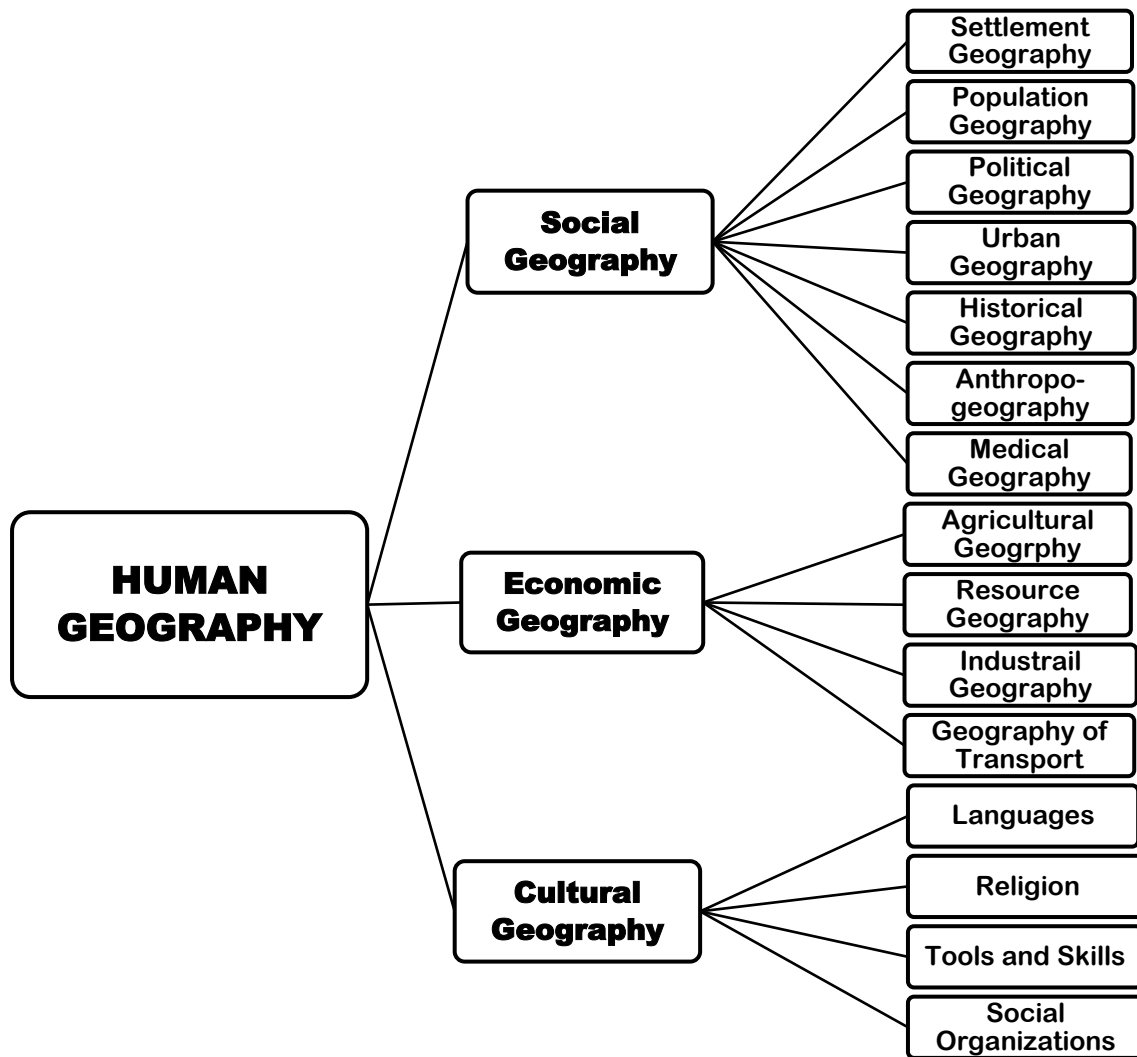 HUMAN
GEOGRAPHY
Social
Geography
Settlement
Geography
Population
Geography
Political
Geography
Urban
Geography
Historical
Geography
Anthropo-
geography
Medical
Geography
Economic
Geography
Agricultural
Geogrphy
Resource
Geography
Industrail
Geography
Geography of
Transport
Cultural
Geography
Languages
Religion
Tools and Skills
Social
Organizations